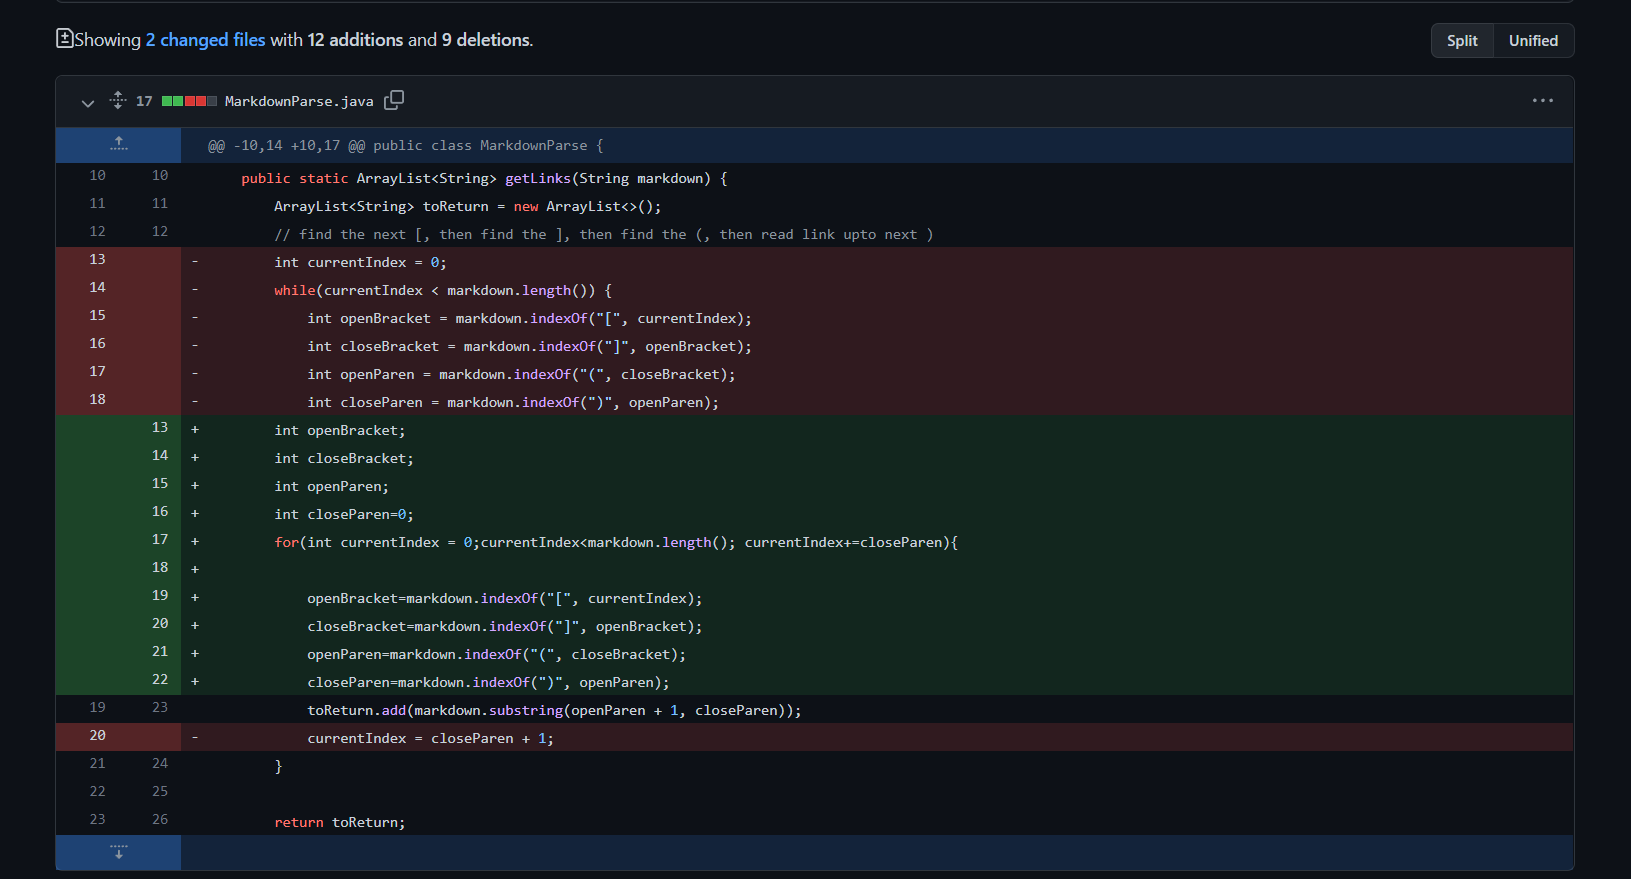 Showing 2 changed files with 12 additions and 9 deletions.
Split Unified
17 MarkdownParse.java
@@ -10,14 +10,17 @@ public class MarkdownParse {
10 10 public static ArrayList<String> getLinks(String markdown) {
11 11 ArrayList<String> toReturn = new ArrayList<>();
12 12 // find the next [, then find the ], then find the (, then read link upto next )
13 - int currentIndex = 0;
14 - while(currentIndex < markdown.length()) {
15 - int openBracket = markdown.indexOf("[", currentIndex);
16 - int closeBracket = markdown.indexOf("]", openBracket);
17 - int openParen = markdown.indexOf("(", closeBracket);
18 - int closeParen = markdown.indexOf(")", openParen);
13 + int openBracket;
14 + int closeBracket;
15 + int openParen;
16 + int closeParen=0;
17 + for(int currentIndex = 0;currentIndex<markdown.length(); currentIndex+=closeParen){
18 +
19 + openBracket=markdown.indexOf("[", currentIndex);
20 + closeBracket=markdown.indexOf("]", openBracket);
21 + openParen=markdown.indexOf("(", closeBracket);
22 + closeParen=markdown.indexOf(")", openParen);
19 23 toReturn.add(markdown.substring(openParen + 1, closeParen));
20 - currentIndex = closeParen + 1;
21 24 }
22 25
23 26 return toReturn;